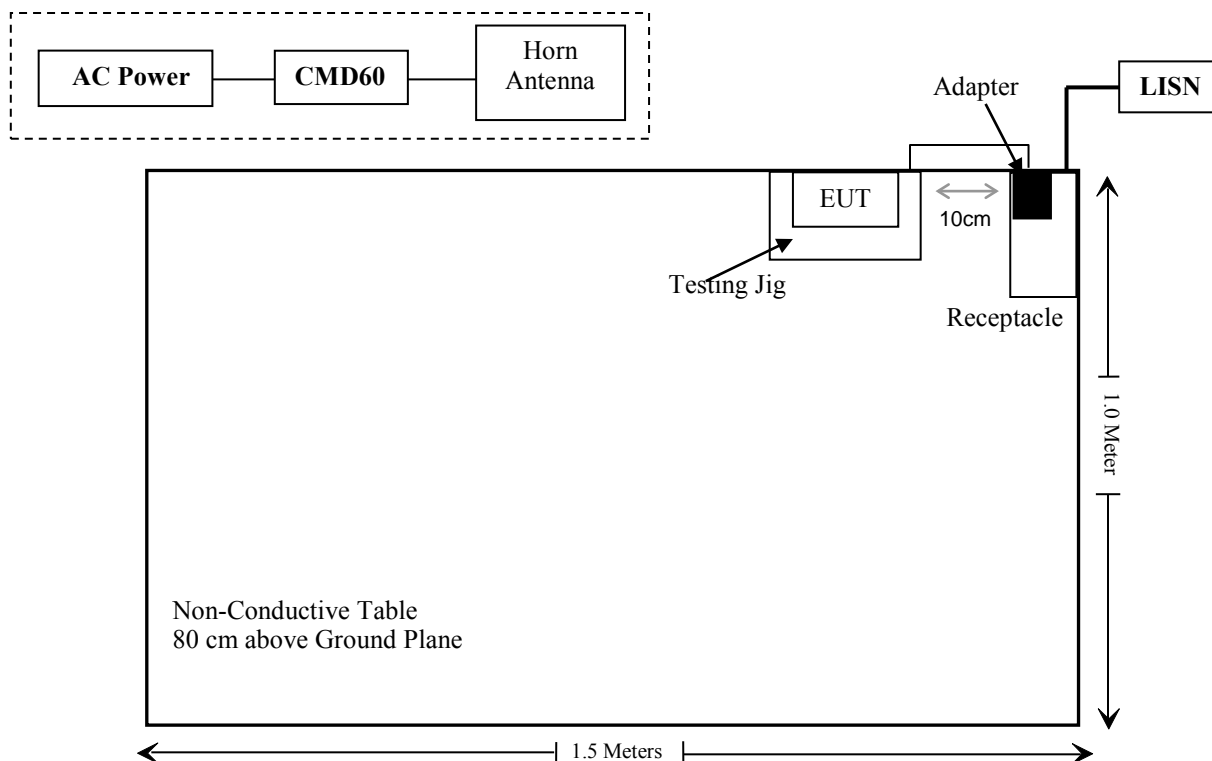 AC Power
CMD60
Horn
Antenna
LISN
Adapter
EUT
10cm
Testing Jig
Receptacle
1.0 Meter
Non-Conductive Table
80 cm above Ground Plane
1.5 Meters